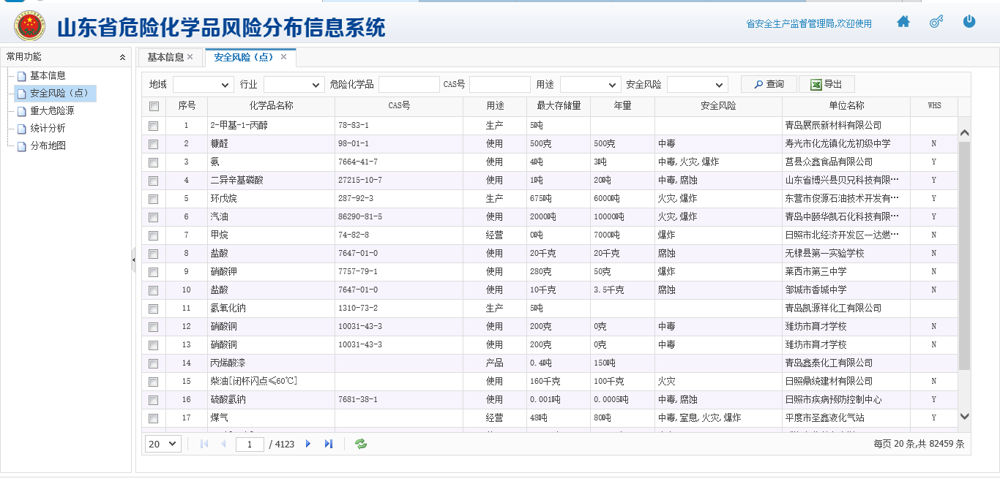 山东省危险化学品风险分布信息系统
省安全生产监督管理局,欢迎使用
常用功能
基本信息
安全风险（点）
重大危险源
统计分析
分布地图
基本信息 安全风险（点）
地域 行业 危险化学品 CAS号 用途 安全风险 查询 导出
序号 化学品名称 CAS号 用途 最大存储量 年量 安全风险 单位名称 WHS
1 2-甲基-1-丙醇 78-83-1 生产 5吨 青岛展辰新材料有限公司
2 糠醛 98-01-1 使用 500克 500克 中毒 寿光市化龙镇化龙初级中学 N
3 氨 7664-41-7 使用 4吨 3吨 中毒,火灾,爆炸 莒县众鑫食品有限公司 Y
4 二异辛基磷酸 27215-10-7 使用 1吨 20吨 中毒,腐蚀 山东省博兴县贝兄科技有限… Y
5 环戊烷 287-92-3 生产 675吨 6000吨 火灾,爆炸 东营市俊源石油技术开发有… Y
6 汽油 86290-81-5 使用 2000吨 10000吨 火灾,爆炸 青岛中颐华凯石化科技有限… Y
7 甲烷 74-82-8 经营 0吨 7000吨 爆炸 日照市北经济开发区一达燃… N
8 盐酸 7647-01-0 使用 20千克 20千克 腐蚀 无棣县第一实验学校 N
9 硝酸钾 7757-79-1 使用 280克 50克 爆炸 莱西市第三中学 N
10 盐酸 7647-01-0 使用 10千克 3.5千克 腐蚀 邹城市香城中学 N
11 氢氧化钠 1310-73-2 生产 5吨 青岛凯源祥化工有限公司
12 硝酸铜 10031-43-3 使用 200克 0克 中毒 潍坊市育才学校 N
13 硝酸铜 10031-43-3 使用 200克 0克 中毒 潍坊市育才学校 N
14 丙烯酸漆 产品 0.4吨 150吨 青岛鑫泰化工有限公司
15 柴油[闭杯闪点≤60℃] 使用 160千克 100千克 火灾 日照鼎统建材有限公司 N
16 硫酸氢钠 7681-38-1 使用 0.001吨 0.0005吨 中毒,腐蚀 日照市疾病预防控制中心 Y
17 煤气 经营 48吨 80吨 中毒,窒息,火灾,爆炸 平度市圣鑫液化气站 Y
20 1 / 4123 每页 20 条,共 82459 条